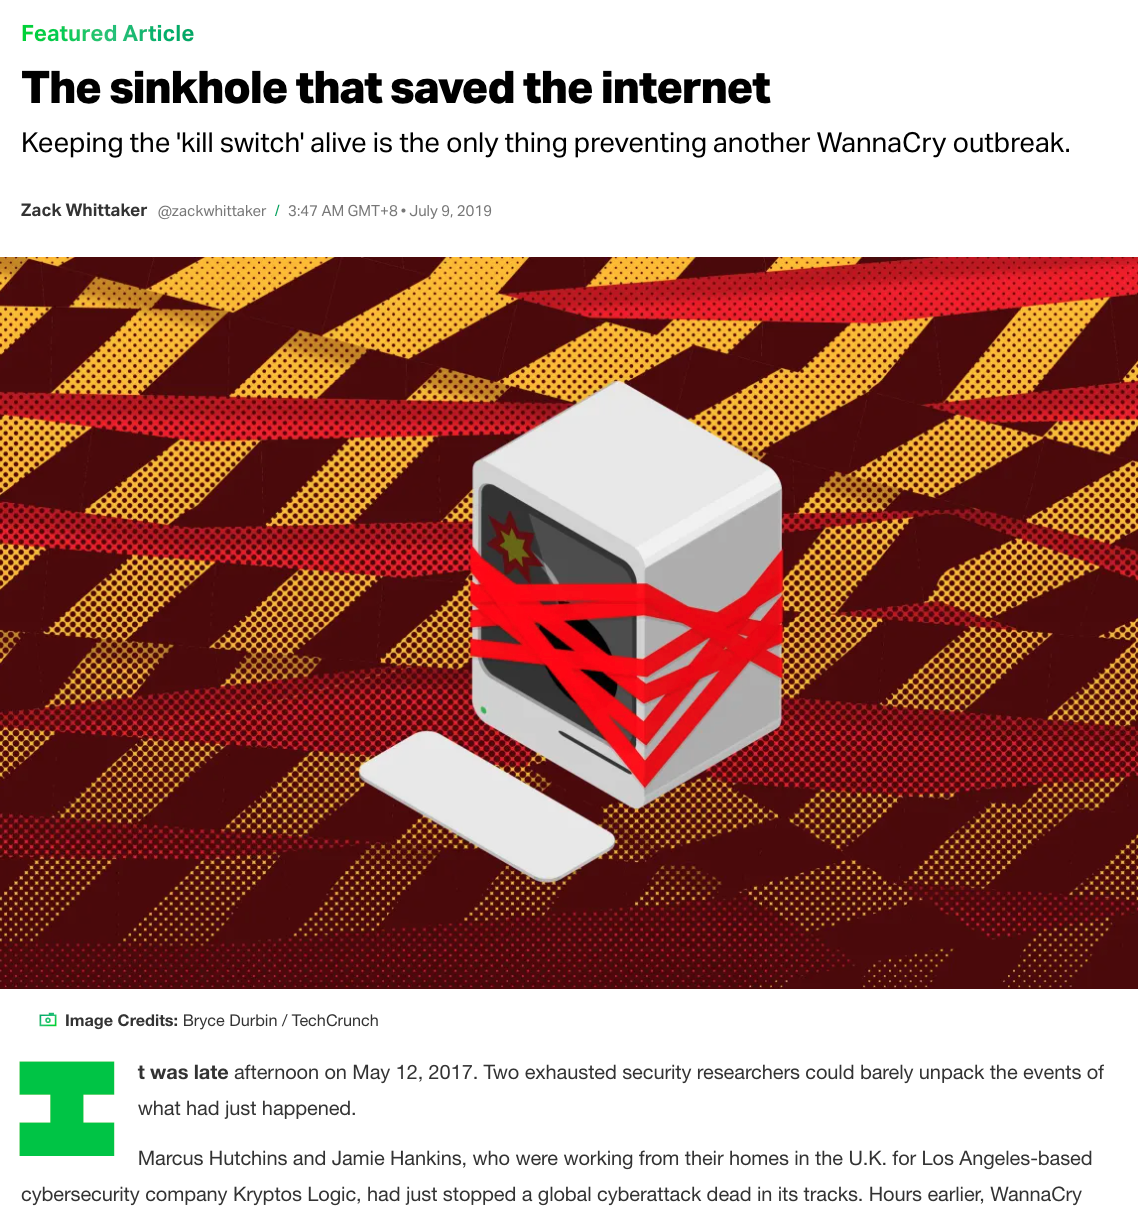 Featured Article
The sinkhole that saved the internet
Keeping the 'kill switch' alive is the only thing preventing another WannaCry outbreak.
Zack Whittaker @zackwhittaker / 3:47 AM GMT+8 • July 9, 2019
Image Credits: Bryce Durbin / TechCrunch
It was late afternoon on May 12, 2017. Two exhausted security researchers could barely unpack the events of
what had just happened.
Marcus Hutchins and Jamie Hankins, who were working from their homes in the U.K. for Los Angeles-based
cybersecurity company Kryptos Logic, had just stopped a global cyberattack dead in its tracks. Hours earlier, WannaCry